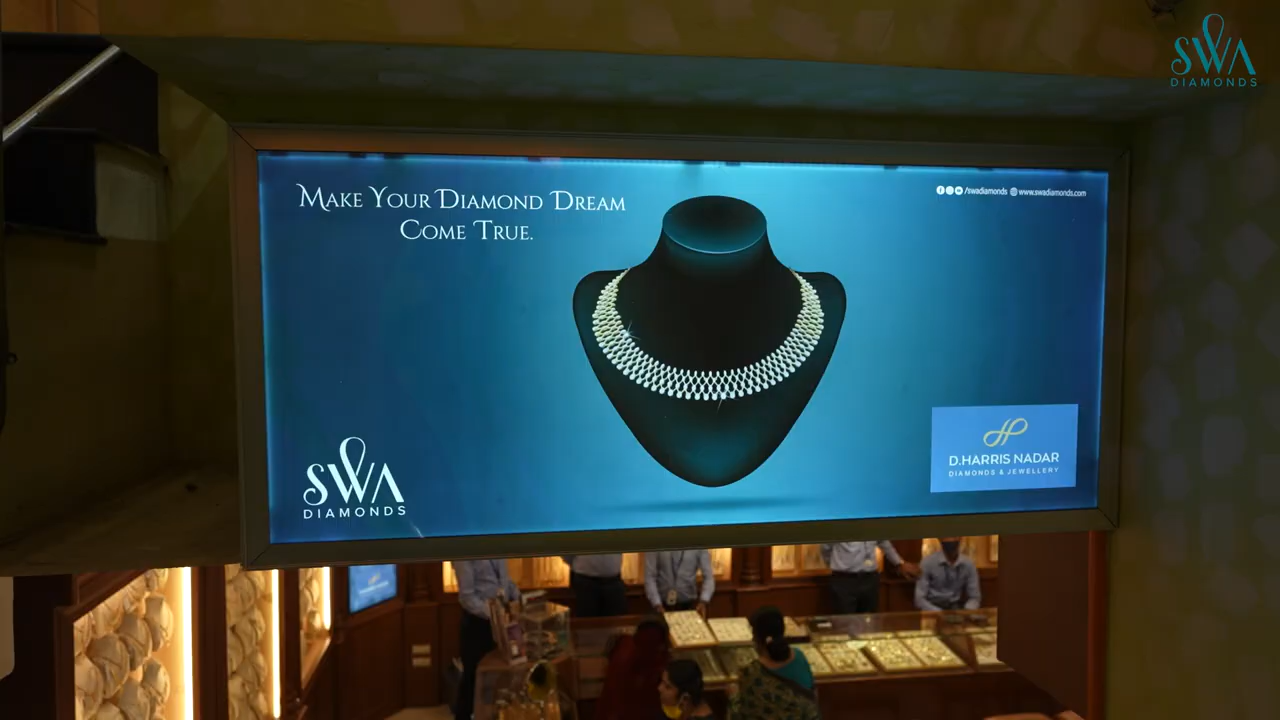 SWA
DIAMONDS
Make Your Diamond Dream
Come True.
/swadiamonds www.swadiamonds.com
SWA
DIAMONDS
D.HARRIS NADAR
DIAMONDS & JEWELLERY